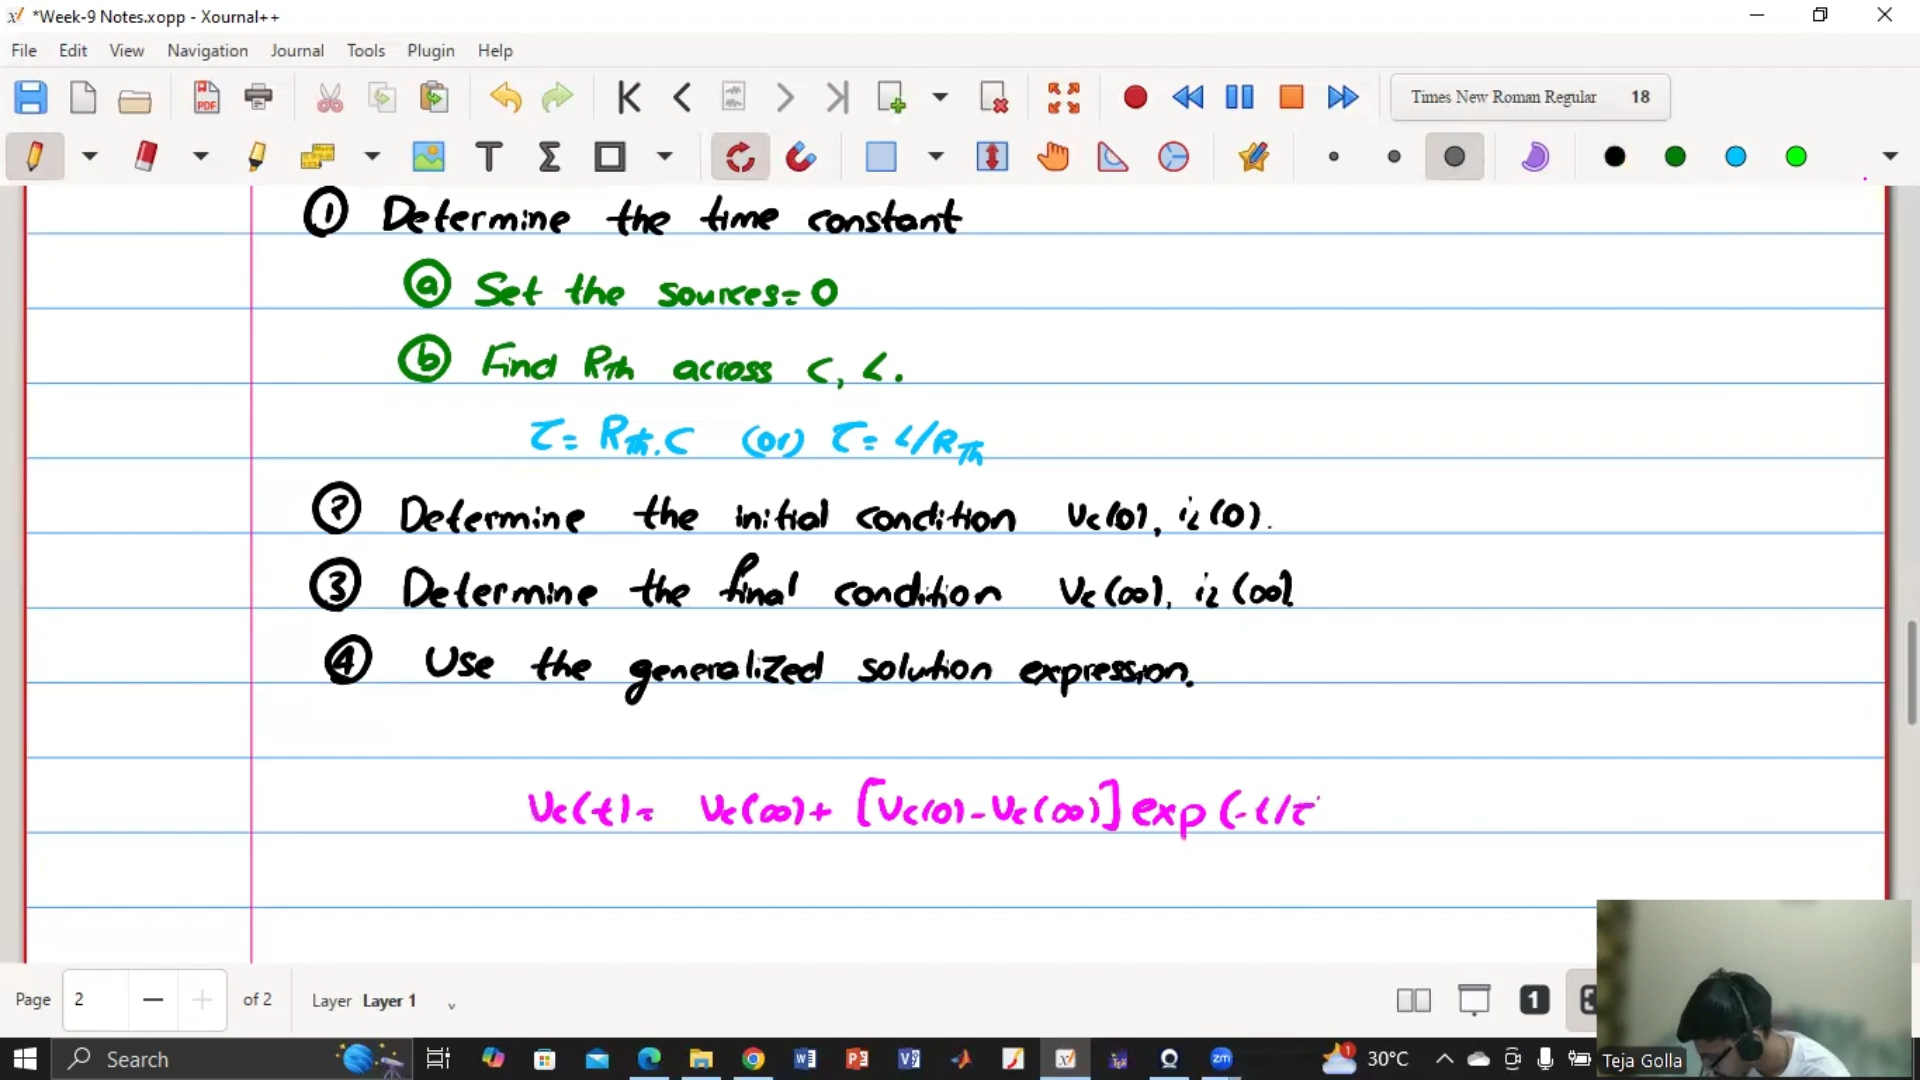 *Week-9 Notes.xopp - Xournal++
File Edit View Navigation Journal Tools Plugin Help
PDF Times New Roman Regular 18
T Σ
① Determine the time constant
ⓐ Set the sources=0
ⓑ Find RTh across C, L.
τ= RTh.C (or) τ= L/RTh
② Determine the initial condition Vc(0), iL(0).
③ Determine the final condition Vc(∞), iL(∞)
④ Use the generalized solution expression.
Vc(t)= Vc(∞)+ [Vc(0)-Vc(∞)] exp(-t/τ
Page 2 of 2 Layer Layer 1 1
Search 30°C Teja Golla